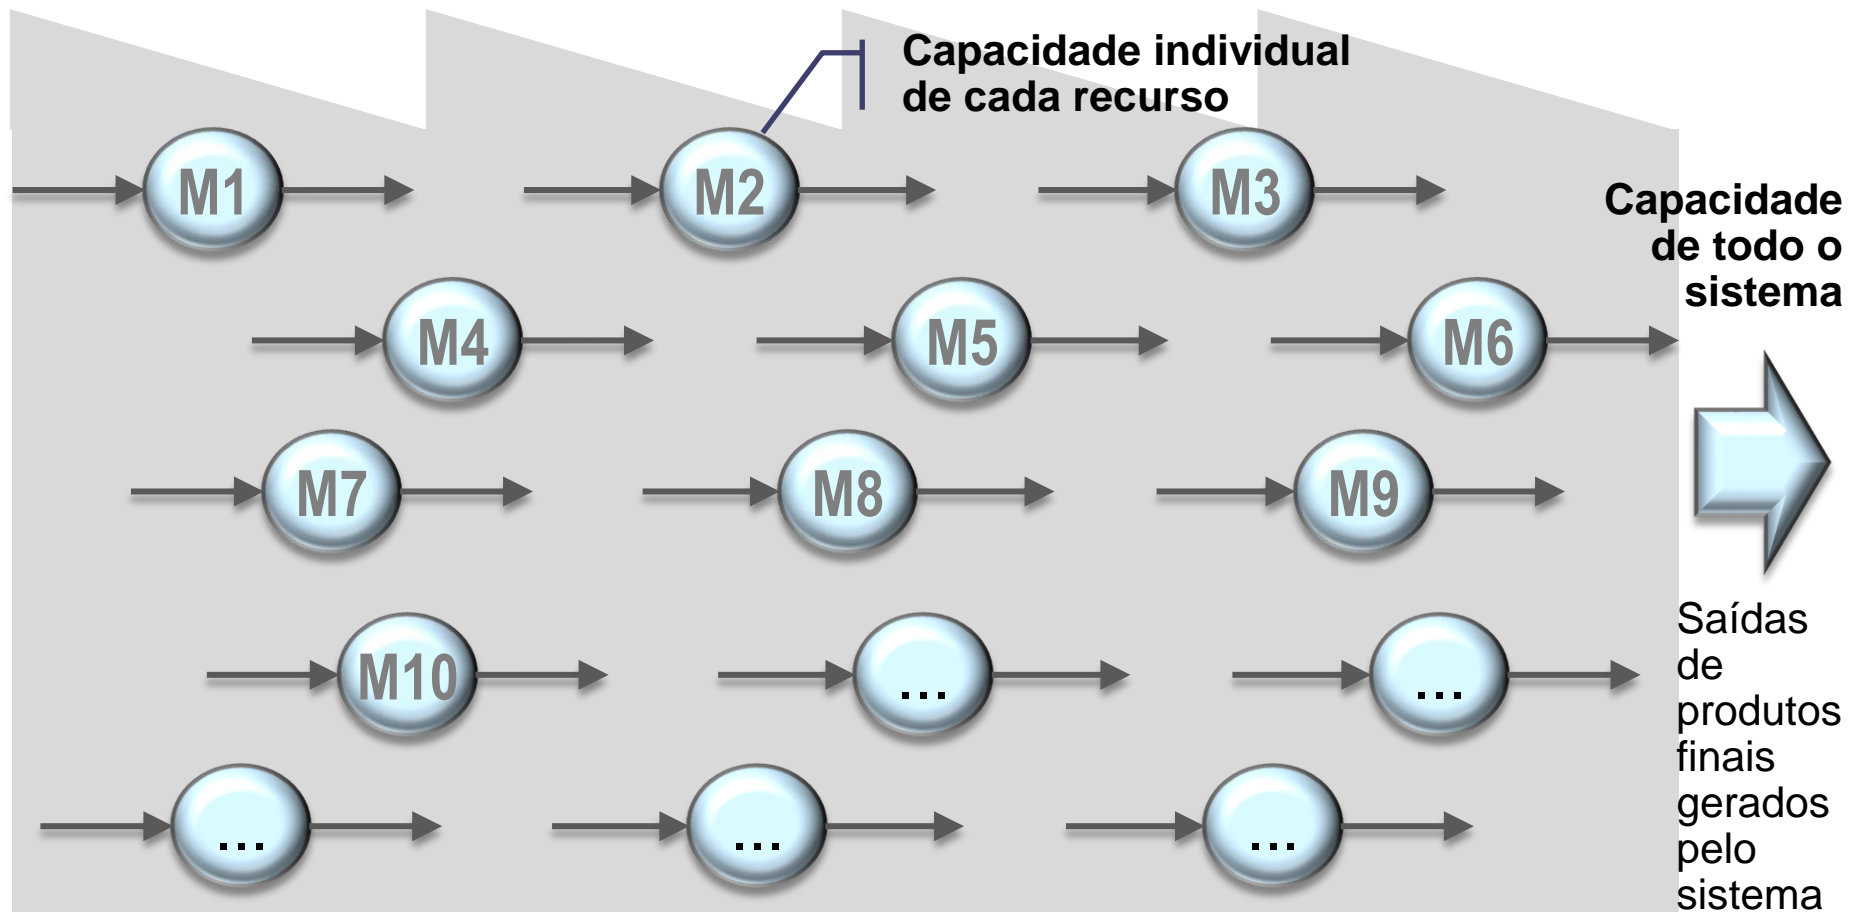 Capacidade individual
de cada recurso
M1
M2
M3
Capacidade
de todo o
sistema
M4
M5
M6
M7
M8
M9
M10
...
...
Saídas
de
produtos
finais
gerados
pelo
sistema
...
...
...